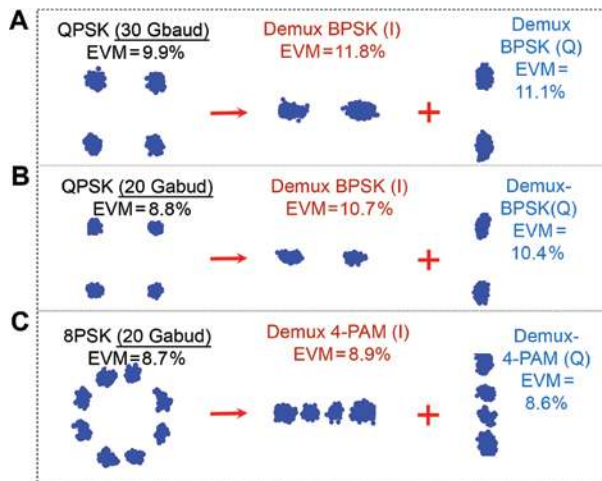 A
QPSK (30 Gbaud)
EVM=9.9%
Demux BPSK (I)
EVM=11.8%
Demux
BPSK (Q)
EVM=
11.1%
+
B
QPSK (20 Gabud)
EVM=8.8%
Demux BPSK (I)
EVM=10.7%
Demux-
BPSK(Q)
EVM=
10.4%
+
C
8PSK (20 Gabud)
EVM=8.7%
Demux 4-PAM (I)
EVM=8.9%
Demux-
4-PAM (Q)
EVM=
8.6%
+